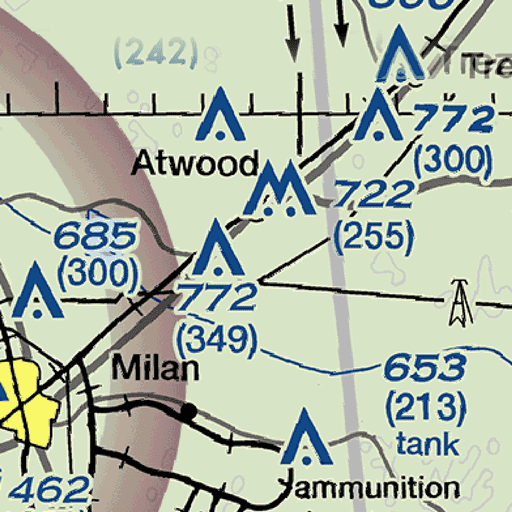 (242)
Tre
772
(300)
Atwood
722
(255)
685
(300)
772
(349)
Milan
653
(213)
tank
ammunition
462